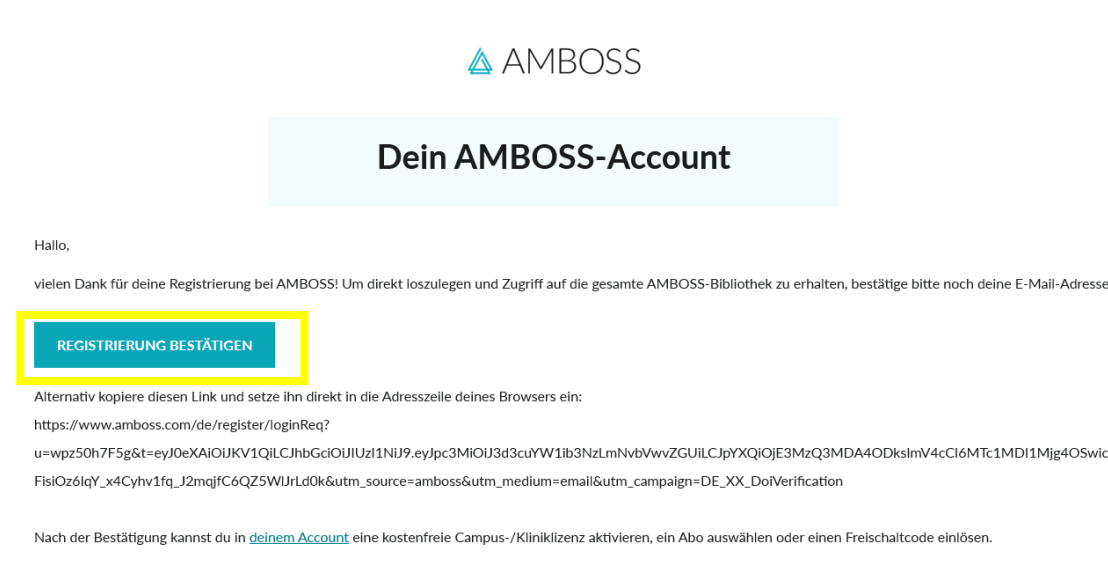 AMBOSS
Dein AMBOSS-Account
Hallo,
vielen Dank für deine Registrierung bei AMBOSS! Um direkt loszulegen und Zugriff auf die gesamte AMBOSS-Bibliothek zu erhalten, bestätige bitte noch deine E-Mail-Adresse
REGISTRIERUNG BESTÄTIGEN
Alternativ kopiere diesen Link und setze ihn direkt in die Adresszeile deines Browsers ein:
https://www.amboss.com/de/register/loginReq?
u=wpz50h7F5g&t=eyJ0eXAiOiJKV1QiLCJhbGciOiJIUzI1NiJ9.eyJpc3MiOiJ3d3cuYW1ib3NzLmNvbVwvZGUiLCJpYXQiOjE3MzQ3MDA4ODksImV4cCI6MTc1MDI1Mjg4OSwic
FisiOz6IqY_x4Cyhv1fq_J2mqjfC6QZ5WlJrLd0k&utm_source=amboss&utm_medium=email&utm_campaign=DE_XX_DoiVerification
Nach der Bestätigung kannst du in deinem Account eine kostenfreie Campus-/Kliniklizenz aktivieren, ein Abo auswählen oder einen Freischaltcode einlösen.